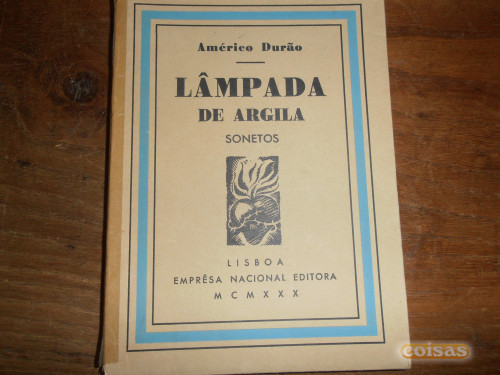 Américo Durão
LÂMPADA
DE ARGILA
SONETOS
LISBOA
EMPRÊSA NACIONAL EDITORA
MCMXXX
coisas